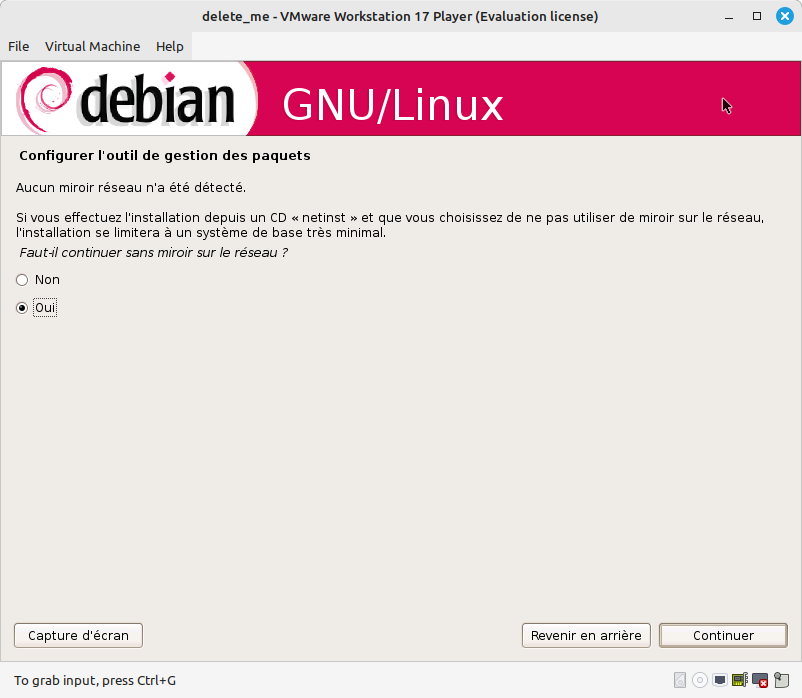 delete_me - VMware Workstation 17 Player (Evaluation license)
File Virtual Machine Help
debian GNU/Linux
Configurer l'outil de gestion des paquets
Aucun miroir réseau n'a été détecté.
Si vous effectuez l'installation depuis un CD « netinst » et que vous choisissez de ne pas utiliser de miroir sur le réseau,
l'installation se limitera à un système de base très minimal.
Faut-il continuer sans miroir sur le réseau ?
Non
Oui
Capture d'écran Revenir en arrière Continuer
To grab input, press Ctrl+G